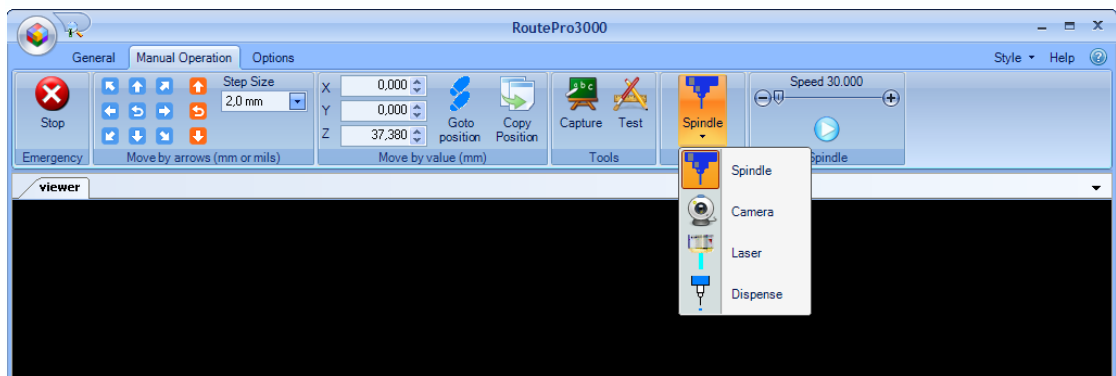 RoutePro3000
General Manual Operation Options Style Help
Stop
Emergency
Step Size
2,0 mm
Move by arrows (mm or mils)
X 0,000
Y 0,000
Z 37,380
Goto position
Copy Position
Move by value (mm)
abc
Capture Test
Tools
Spindle
Speed 30.000
Spindle
Spindle
Camera
Laser
Dispense
viewer